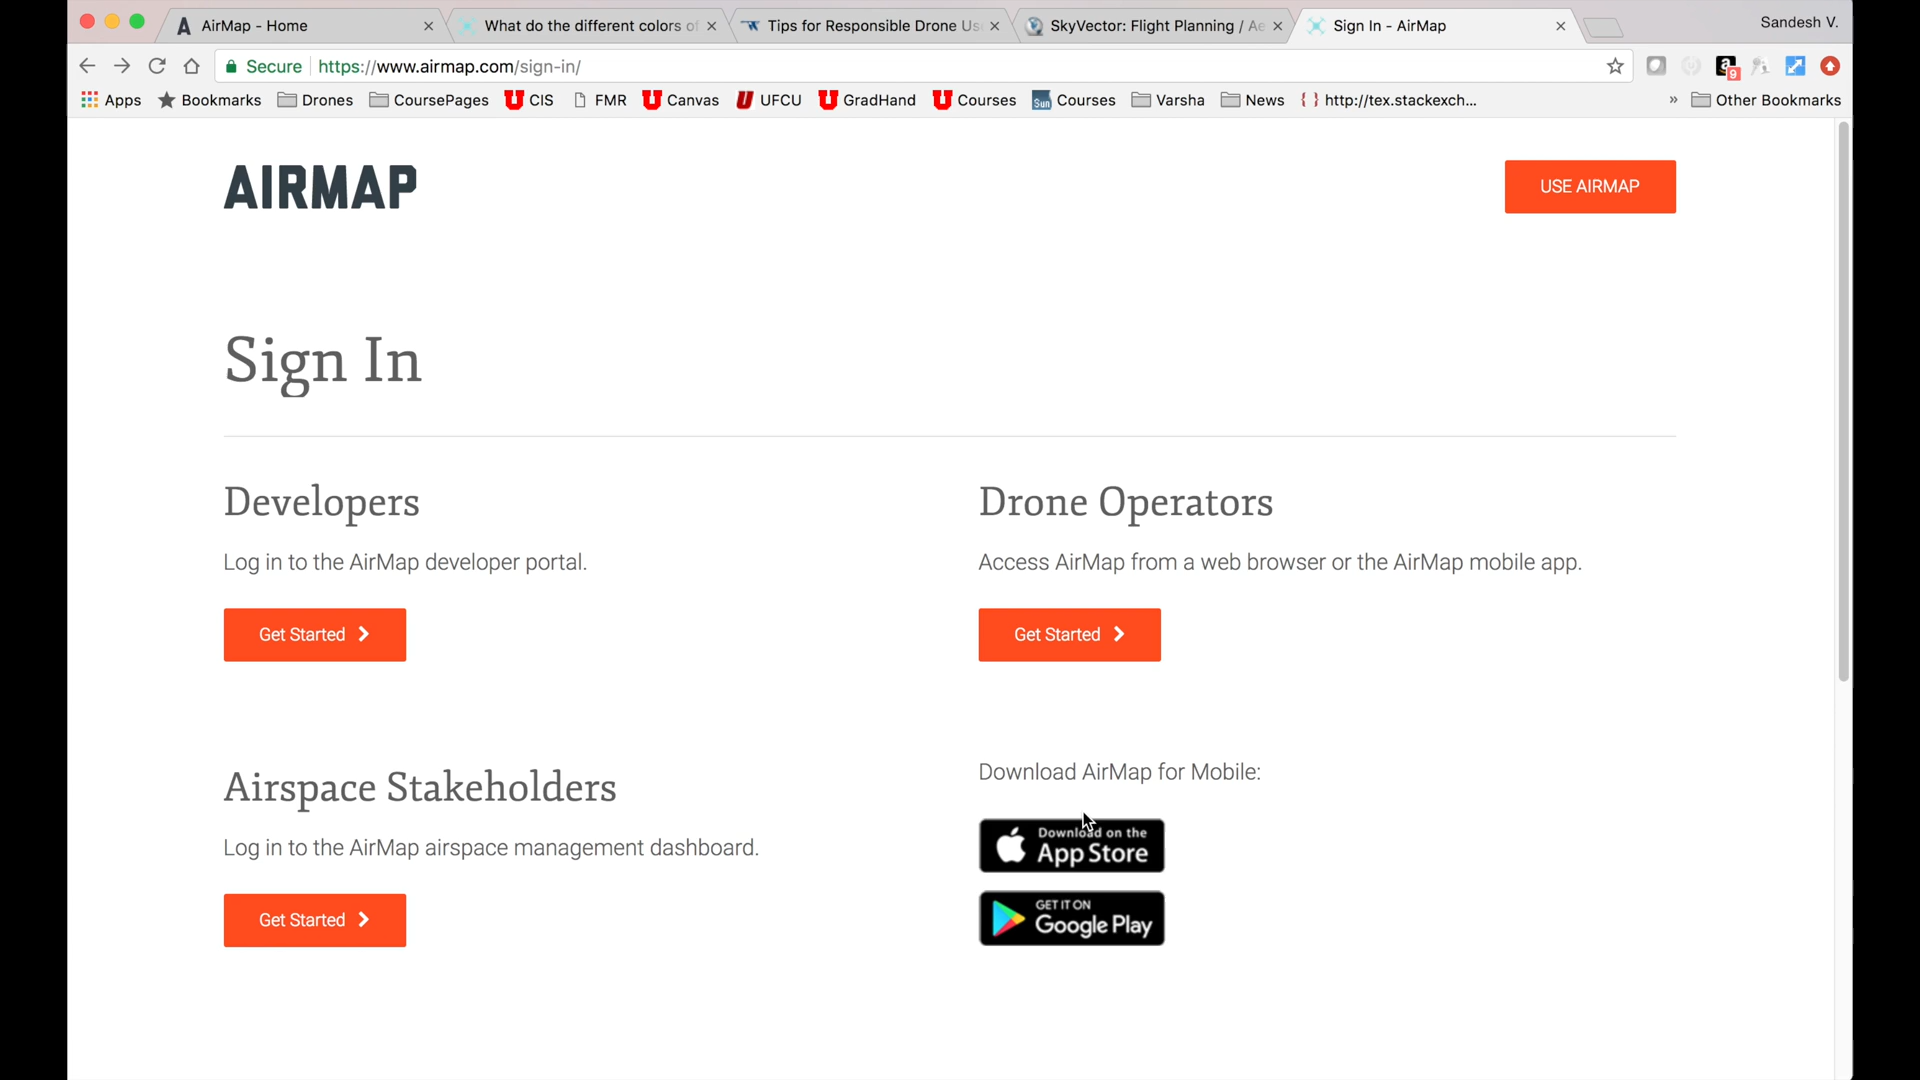 AirMap - Home
What do the different colors of
Tips for Responsible Drone Us
SkyVector: Flight Planning / Ae
Sign In - AirMap
Sandesh V.
Secure https://www.airmap.com/sign-in/
9
Apps Bookmarks Drones CoursePages CIS FMR Canvas UFCU GradHand Courses Sun Courses Varsha News http://tex.stackexch... » Other Bookmarks
AIRMAP
USE AIRMAP
Sign In
Developers
Log in to the AirMap developer portal.
Get Started
Drone Operators
Access AirMap from a web browser or the AirMap mobile app.
Get Started
Airspace Stakeholders
Log in to the AirMap airspace management dashboard.
Get Started
Download AirMap for Mobile:
Download on the
App Store
GET IT ON
Google Play